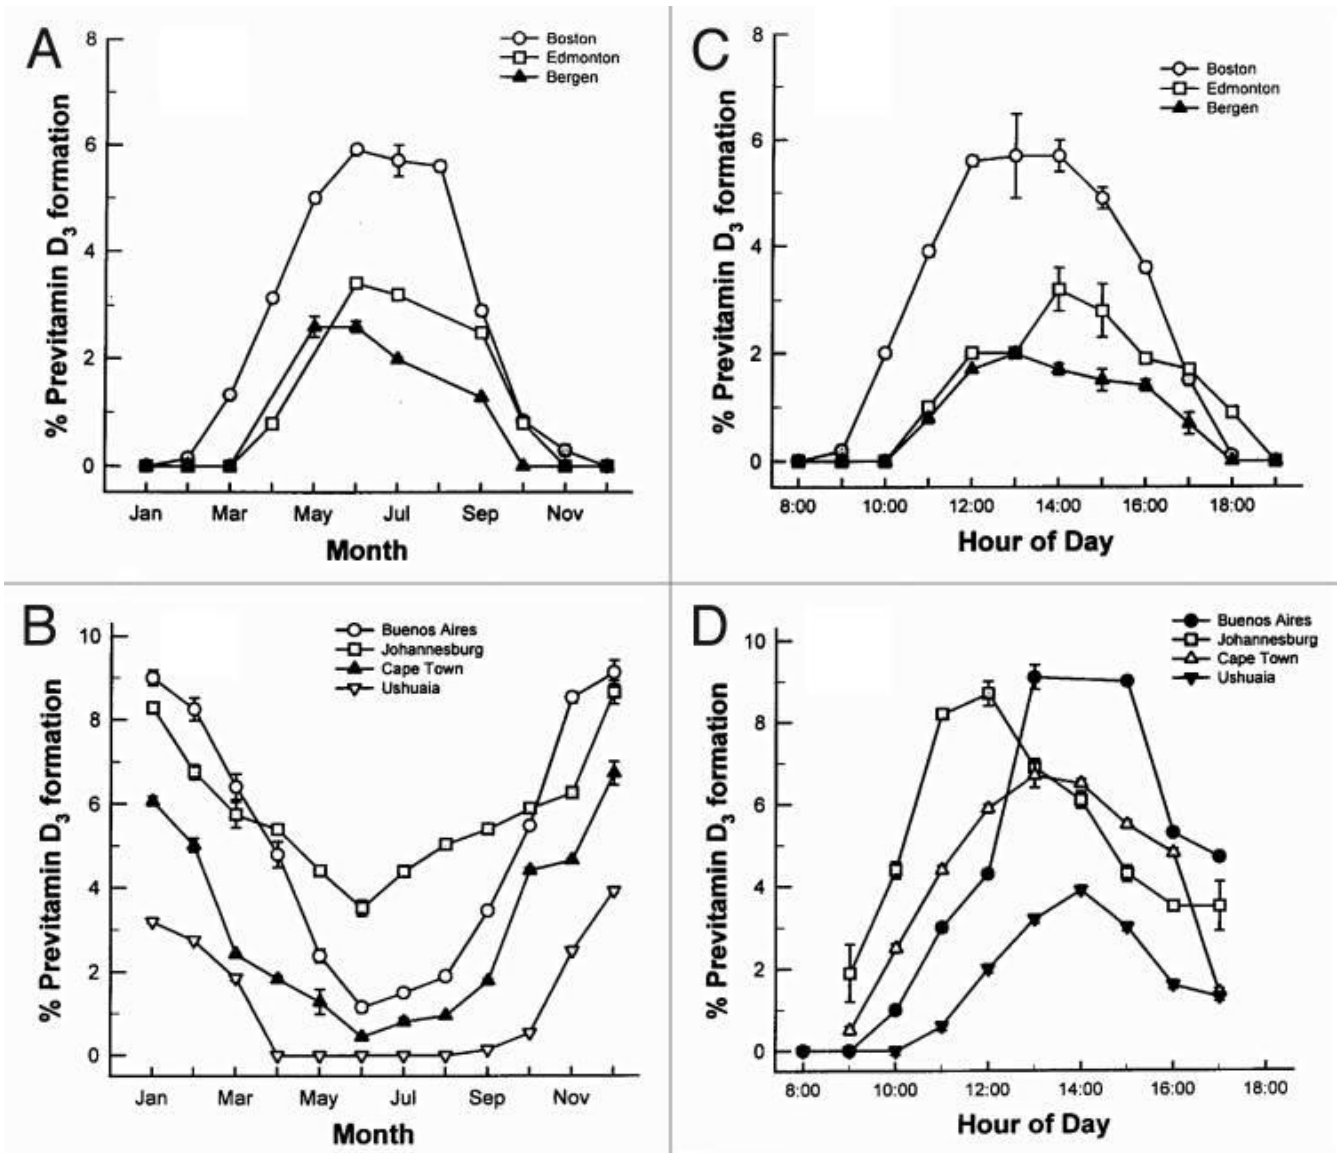 A
8
6
4
2
0
% Previtamin D3 formation
Boston
Edmonton
Bergen
Jan Mar May Jul Sep Nov
Month
C
8
6
4
2
0
% Previtamin D3 formation
Boston
Edmonton
Bergen
8:00 10:00 12:00 14:00 16:00 18:00
Hour of Day
B
10
8
6
4
2
0
% Previtamin D3 formation
Buenos Aires
Johannesburg
Cape Town
Ushuaia
Jan Mar May Jul Sep Nov
Month
D
10
8
6
4
2
0
% Previtamin D3 formation
Buenos Aires
Johannesburg
Cape Town
Ushuaia
8:00 10:00 12:00 14:00 16:00 18:00
Hour of Day